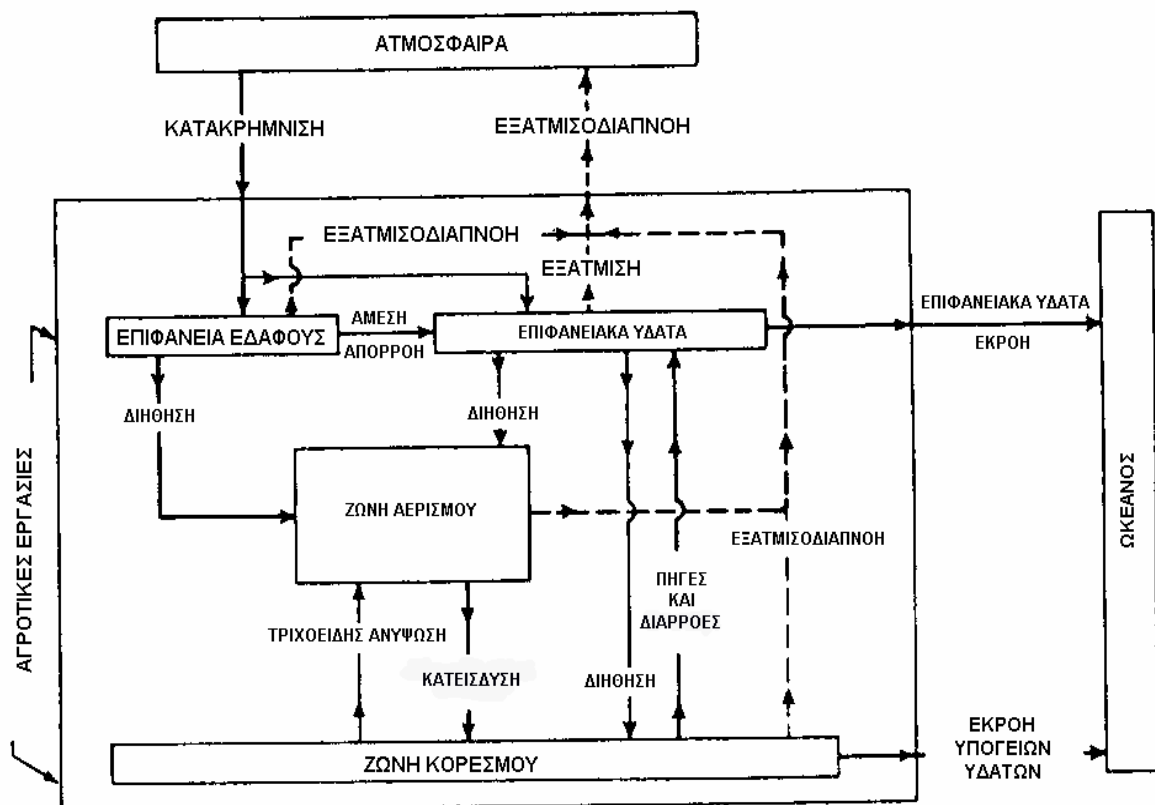 ΑΤΜΟΣΦΑΙΡΑ
ΚΑΤΑΚΡΗΜΝΙΣΗ
ΕΞΑΤΜΙΣΟΔΙΑΠΝΟΗ
ΕΞΑΤΜΙΣΟΔΙΑΠΝΟΗ
ΕΞΑΤΜΙΣΗ
ΕΠΙΦΑΝΕΙΑ ΕΔΑΦΟΥΣ
ΑΜΕΣΗ
ΑΠΟΡΡΟΗ
ΕΠΙΦΑΝΕΙΑΚΑ ΥΔΑΤΑ
ΕΠΙΦΑΝΕΙΑΚΑ ΥΔΑΤΑ
ΕΚΡΟΗ
ΔΙΗΘΗΣΗ
ΔΙΗΘΗΣΗ
ΖΩΝΗ ΑΕΡΙΣΜΟΥ
ΕΞΑΤΜΙΣΟΔΙΑΠΝΟΗ
ΠΗΓΕΣ
ΚΑΙ
ΔΙΑΡΡΟΕΣ
ΤΡΙΧΟΕΙΔΗΣ ΑΝΥΨΩΣΗ
ΚΑΤΕΙΣΔΥΣΗ
ΔΙΗΘΗΣΗ
ΖΩΝΗ ΚΟΡΕΣΜΟΥ
ΕΚΡΟΗ
ΥΠΟΓΕΙΩΝ
ΥΔΑΤΩΝ
ΑΓΡΟΤΙΚΕΣ ΕΡΓΑΣΙΕΣ
ΩΚΕΑΝΟΣ